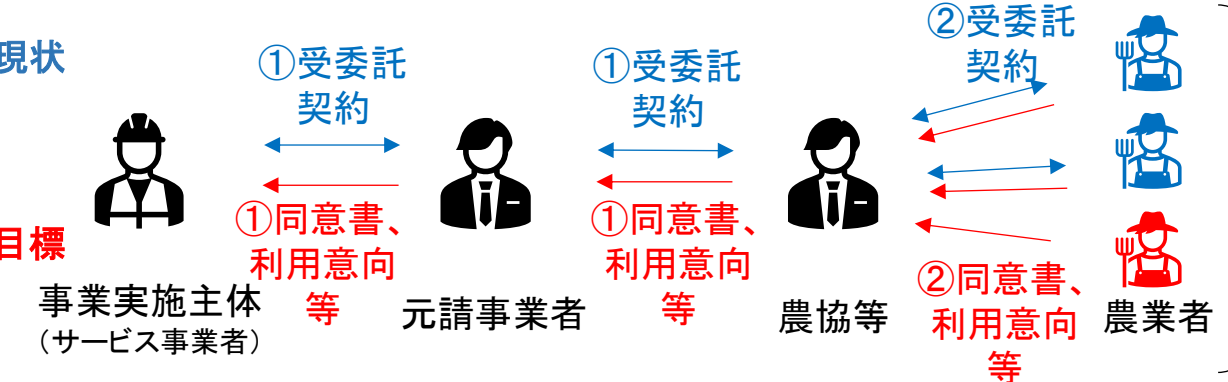 現状
①受委託
契約
①受委託
契約
②受委託
契約
目標
①同意書、
利用意向
等
①同意書、
利用意向
等
②同意書、
利用意向
等
事業実施主体
（サービス事業者）
元請事業者
農協等
農業者